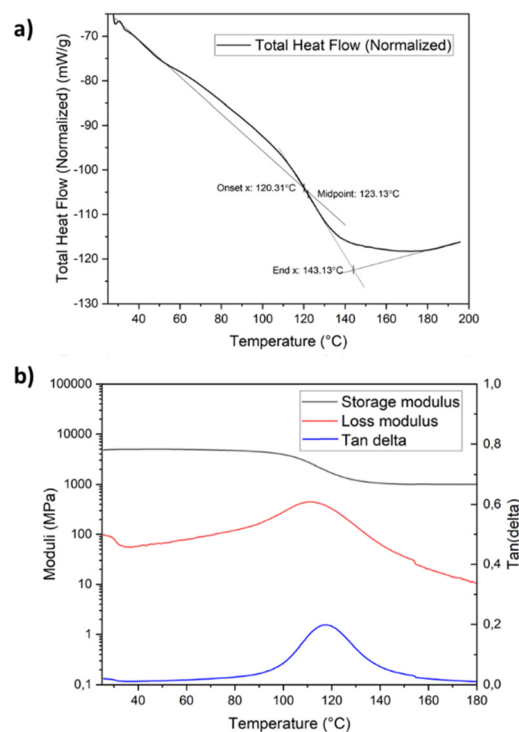 a)
Total Heat Flow (Normalized)
Total Heat Flow (Normalized) (mW/g)
-70
-80
-90
-100
-110
-120
-130
Onset x: 120.31°C
Midpoint: 123.13°C
End x: 143.13°C
40 60 80 100 120 140 160 180 200
Temperature (°C)
b)
Storage modulus
Loss modulus
Tan delta
Moduli (MPa)
100000
10000
1000
100
10
1
0,1
Tan(delta)
1,0
0,8
0,6
0,4
0,2
0,0
40 60 80 100 120 140 160 180
Temperature (°C)